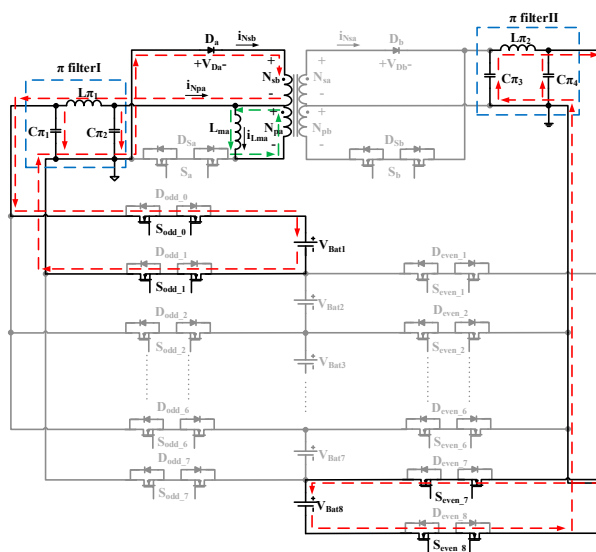 Da iNsb
+VDa-
π filterI
Lπ1
iNpa
+
Nsb
-
+
Npa
-
Cπ1
Cπ2
Lma
iLma
DSa
Sa
iNsa
Db
+VDb-
+
Nsa
-
+
Npb
-
DSb
Sb
π filterII
Lπ2
Cπ3
Cπ4
Dodd_0
Sodd_0
VBat1
Dodd_1
Sodd_1
Deven_1
Seven_1
VBat2
Dodd_2
Sodd_2
Deven_2
Seven_2
VBat3
Dodd_6
Sodd_6
Deven_6
Seven_6
VBat7
Dodd_7
Sodd_7
Deven_7
Seven_7
VBat8
Deven_8
Seven_8